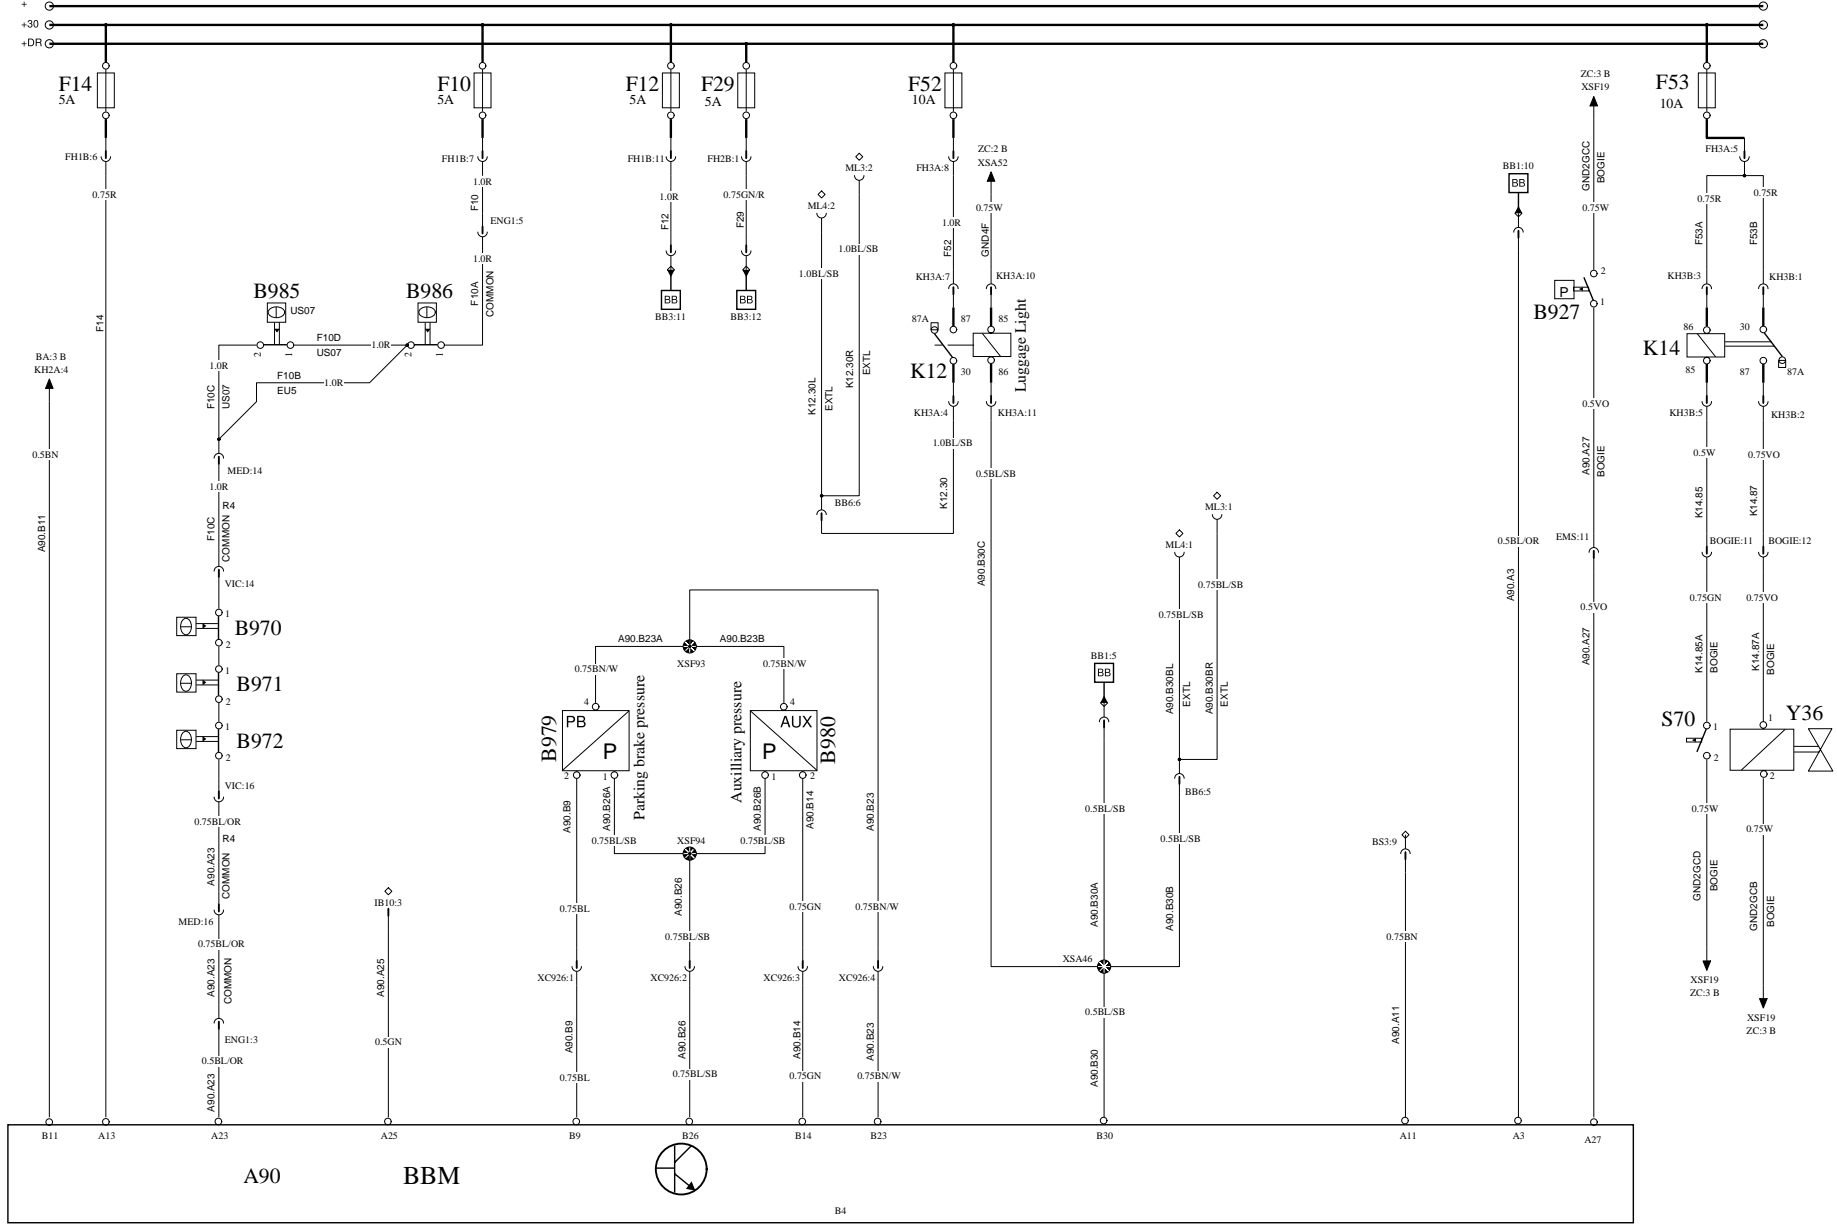 +
+30
+DR
F14
5A
F10
5A
F12
5A
F29
5A
F52
10A
F53
10A
ZC:3 B
XSF19
FH1B:6
FH1B:7
FH1B:11
FH2B:1
FH3A:8
FH3A:5
ZC:2 B
XSA52
ML3:2
ML4:2
BB1:10
BB
0.75R
1.0R
F10
ENG1:5
1.0R
F10A
COMMON
1.0R
F12
0.75GN/R
F29
BB
BB3:11
BB
BB3:12
1.0BL/SB
1.0BL/SB
K12.30L
EXTL
K12.30R
EXTL
BB6:6
1.0R
F52
0.75W
GND4F
KH3A:7
KH3A:10
87A
87
85
K12
30
86
Luggage Light
KH3A:4
KH3A:11
1.0BL/SB
K12.30
0.5BL/SB
A90.B30C
GND2GCC
BOGIE
0.75W
2
P
1
B927
0.5VO
A90.A27
BOGIE
EMS:11
0.5VO
A90.A27
0.75R
0.75R
F53A
F53B
KH3B:3
KH3B:1
86
30
K14
85
87
87A
KH3B:5
KH3B:2
0.5W
0.75VO
K14.85
K14.87
BOGIE:11
BOGIE:12
0.75GN
0.75VO
K14.85A
BOGIE
K14.87A
BOGIE
S70
1
2
Y36
1
2
0.75W
0.75W
GND2GCD
BOGIE
GND2GCB
BOGIE
XSF19
ZC:3 B
XSF19
ZC:3 B
B985
US07
B986
2
1
F10D
US07
1.0R
2
1
F10B
EU5
1.0R
1.0R
F10C
US07
F14
BA:3 B
KH2A:4
0.5BN
A90.B11
MED:14
1.0R
R4
F10C
COMMON
VIC:14
1
B970
2
1
B971
2
1
B972
2
VIC:16
0.75BL/OR
R4
A90.A23
COMMON
MED:16
0.75BL/OR
A90.A23
COMMON
ENG1:3
0.5BL/OR
A90.A23
IB10:3
A90.A25
0.5GN
A90.B23A
A90.B23B
XSF93
0.75BN/W
0.75BN/W
4
4
B979
PB
P
Parking brake pressure
Auxilliary pressure
AUX
P
B980
2
1
1
2
A90.B9
A90.B26A
A90.B26B
A90.B14
A90.B23
0.75BL/SB
XSF94
0.75BL/SB
A90.B26
0.75BL
0.75BL/SB
0.75GN
0.75BN/W
XC926:1
XC926:2
XC926:3
XC926:4
A90.B9
A90.B26
A90.B14
A90.B23
0.75BL
0.75BL/SB
0.75GN
0.75BN/W
ML3:1
ML4:1
0.75BL/SB
0.75BL/SB
A90.B30BL
EXTL
A90.B30BR
EXTL
BB6:5
BB1:5
BB
0.5BL/SB
0.5BL/SB
A90.B30A
A90.B30B
XSA46
0.5BL/SB
A90.B30
BS3:9
0.75BN
A90.A11
0.5BL/OR
A90.A3
B11
A13
A23
A25
B9
B26
B14
B23
B30
A11
A3
A27
A90
BBM
B4